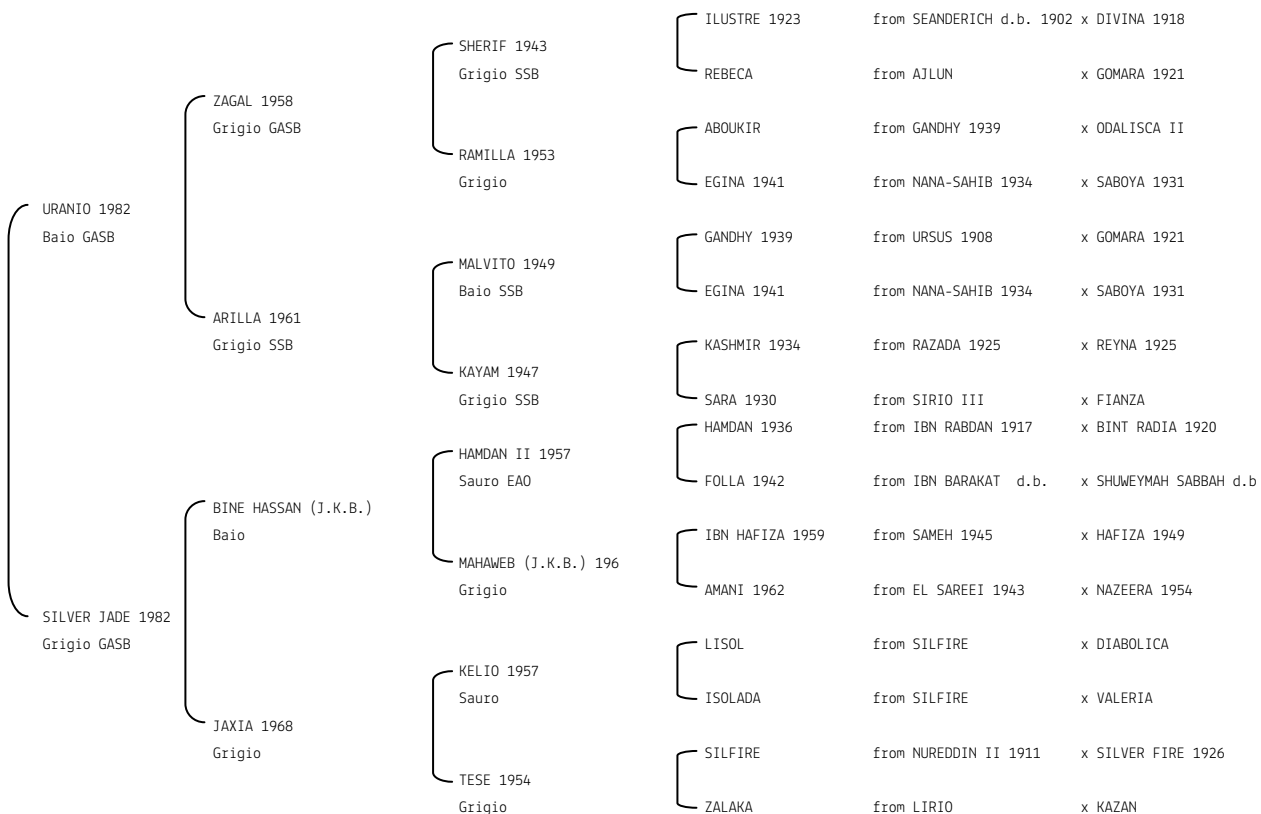 ILUSTRE 1923 from SEANDERICH d.b. 1902 x DIVINA 1918
SHERIF 1943
Grigio SSB
REBECA from AJLUN x GOMARA 1921
ZAGAL 1958
Grigio GASB
ABOUKIR from GANDHY 1939 x ODALISCA II
RAMILLA 1953
Grigio
EGINA 1941 from NANA-SAHIB 1934 x SABOYA 1931
URANIO 1982
Baio GASB
GANDHY 1939 from URSUS 1908 x GOMARA 1921
MALVITO 1949
Baio SSB
EGINA 1941 from NANA-SAHIB 1934 x SABOYA 1931
ARILLA 1961
Grigio SSB
KASHMIR 1934 from RAZADA 1925 x REYNA 1925
KAYAM 1947
Grigio SSB
SARA 1930 from SIRIO III x FIANZA
HAMDAN 1936 from IBN RABDAN 1917 x BINT RADIA 1920
HAMDAN II 1957
Sauro EAO
FOLLA 1942 from IBN BARAKAT d.b. x SHUWEYMAH SABBAH d.b
BINE HASSAN (J.K.B.)
Baio
IBN HAFIZA 1959 from SAMEH 1945 x HAFIZA 1949
MAHAWEB (J.K.B.) 196
Grigio
AMANI 1962 from EL SAREEI 1943 x NAZEERA 1954
SILVER JADE 1982
Grigio GASB
LISOL from SILFIRE x DIABOLICA
KELIO 1957
Sauro
ISOLADA from SILFIRE x VALERIA
JAXIA 1968
Grigio
SILFIRE from NUREDDIN II 1911 x SILVER FIRE 1926
TESE 1954
Grigio
ZALAKA from LIRIO x KAZAN